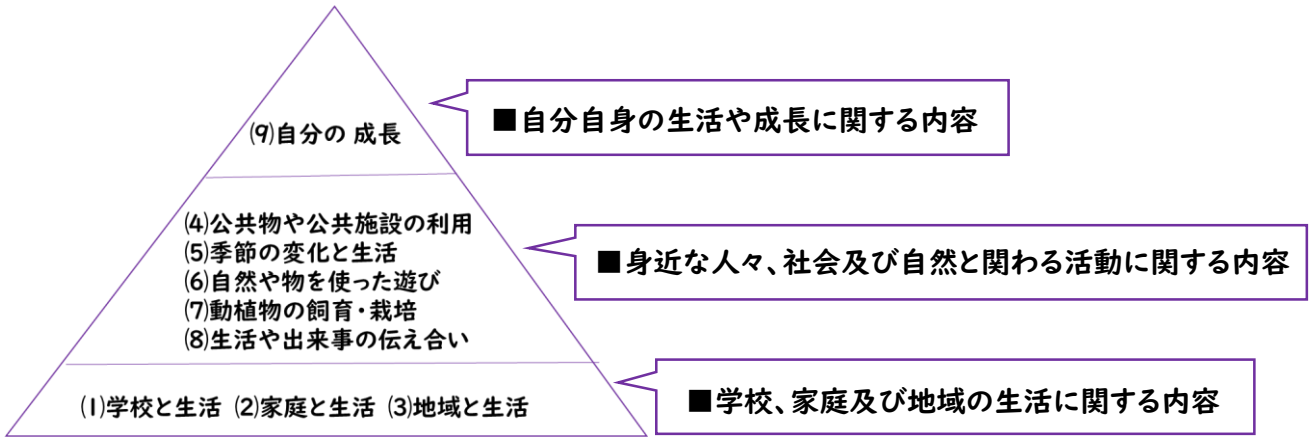 ⑼自分の 成長
■自分自身の生活や成長に関する内容
⑷公共物や公共施設の利用
⑸季節の変化と生活
⑹自然や物を使った遊び
⑺動植物の飼育・栽培
⑻生活や出来事の伝え合い
■身近な人々、社会及び自然と関わる活動に関する内容
⑴学校と生活 ⑵家庭と生活 ⑶地域と生活
■学校、家庭及び地域の生活に関する内容